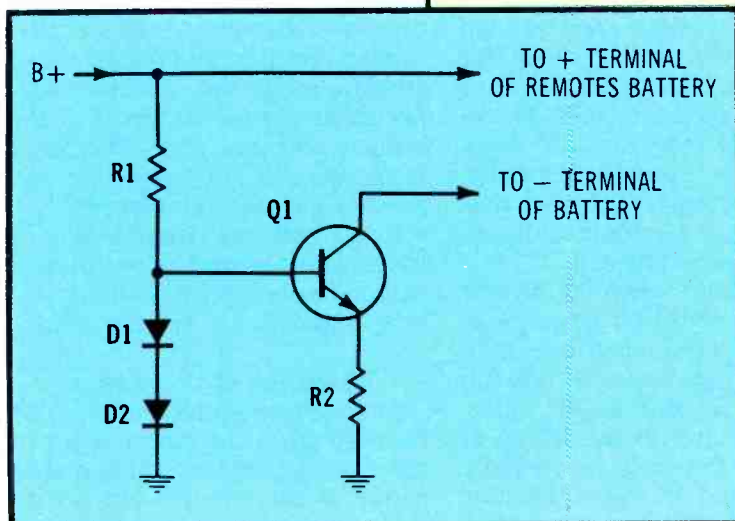 B+
TO + TERMINAL
OF REMOTES BATTERY
R1
Q1
TO — TERMINAL
OF BATTERY
D1
D2
R2